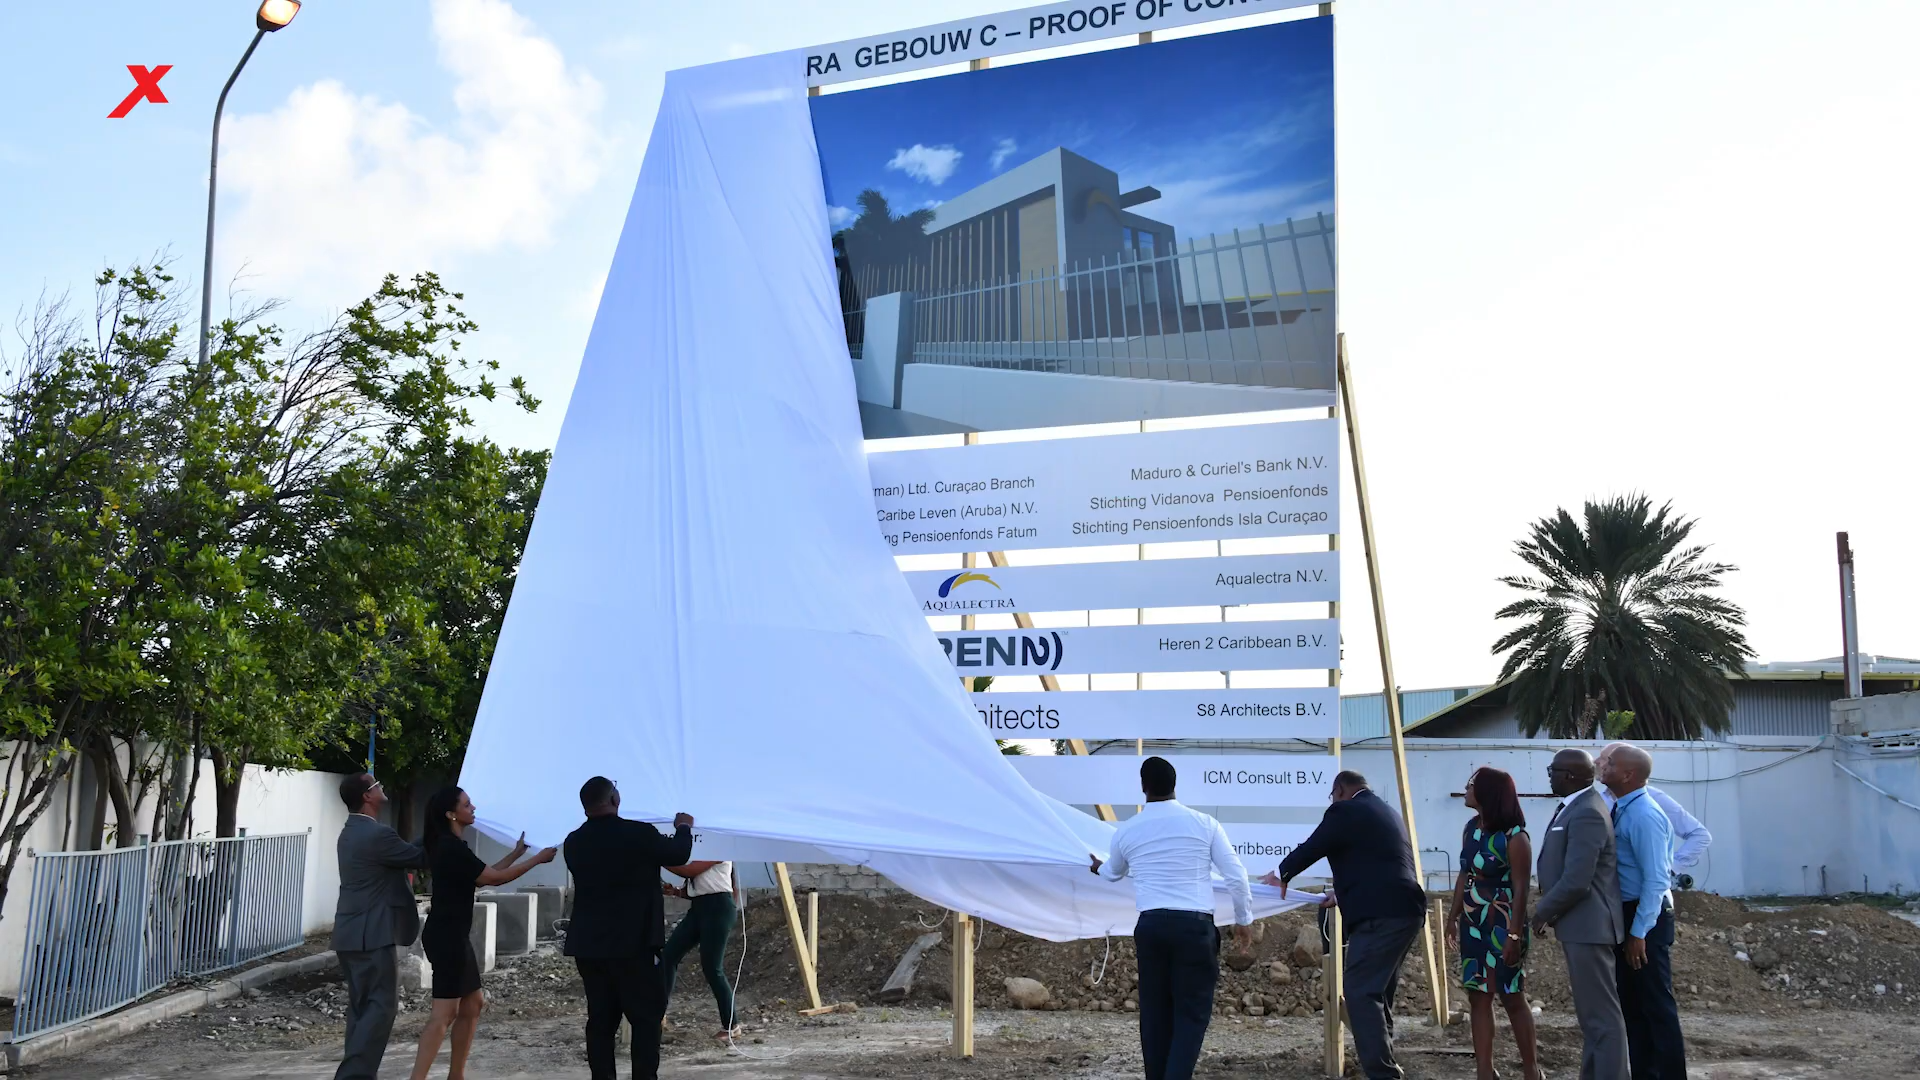 RA GEBOUW C – PROOF OF
man) Ltd. Curaçao Branch
Caribe Leven (Aruba) N.V.
ng Pensioenfonds Fatum
Maduro & Curiel's Bank N.V.
Stichting Vidanova Pensioenfonds
Stichting Pensioenfonds Isla Curaçao
AQUALECTRA
Aqualectra N.V.
REN2)
Heren 2 Caribbean B.V.
hitects
S8 Architects B.V.
ICM Consult B.V.
aribbean
X